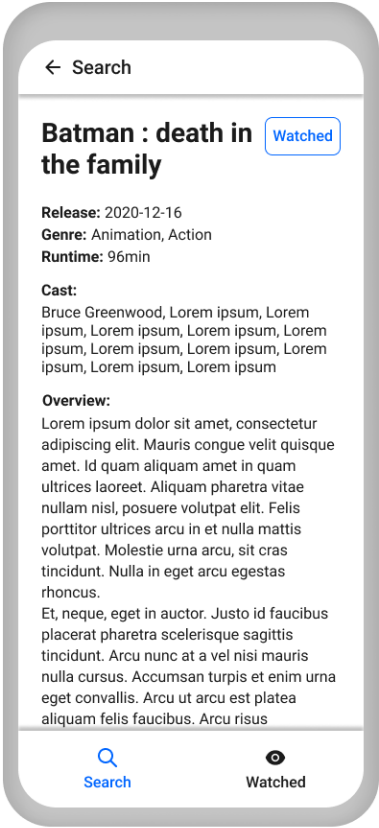 Search
Batman : death in
the family
Watched
Release: 2020-12-16
Genre: Animation, Action
Runtime: 96min
Cast:
Bruce Greenwood, Lorem ipsum, Lorem
ipsum, Lorem ipsum, Lorem ipsum, Lorem
ipsum, Lorem ipsum, Lorem ipsum, Lorem
ipsum, Lorem ipsum, Lorem ipsum
Overview:
Lorem ipsum dolor sit amet, consectetur
adipiscing elit. Mauris congue velit quisque
amet. Id quam aliquam amet in quam
ultrices laoreet. Aliquam pharetra vitae
nullam nisl, posuere volutpat elit. Felis
porttitor ultrices arcu in et nulla mattis
volutpat. Molestie urna arcu, sit cras
tincidunt. Nulla in eget arcu egestas
rhoncus.
Et, neque, eget in auctor. Justo id faucibus
placerat pharetra scelerisque sagittis
tincidunt. Arcu nunc at a vel nisi mauris
nulla cursus. Accumsan turpis et enim urna
eget convallis. Arcu ut arcu est platea
aliquam felis faucibus. Arcu risus
Search
Watched